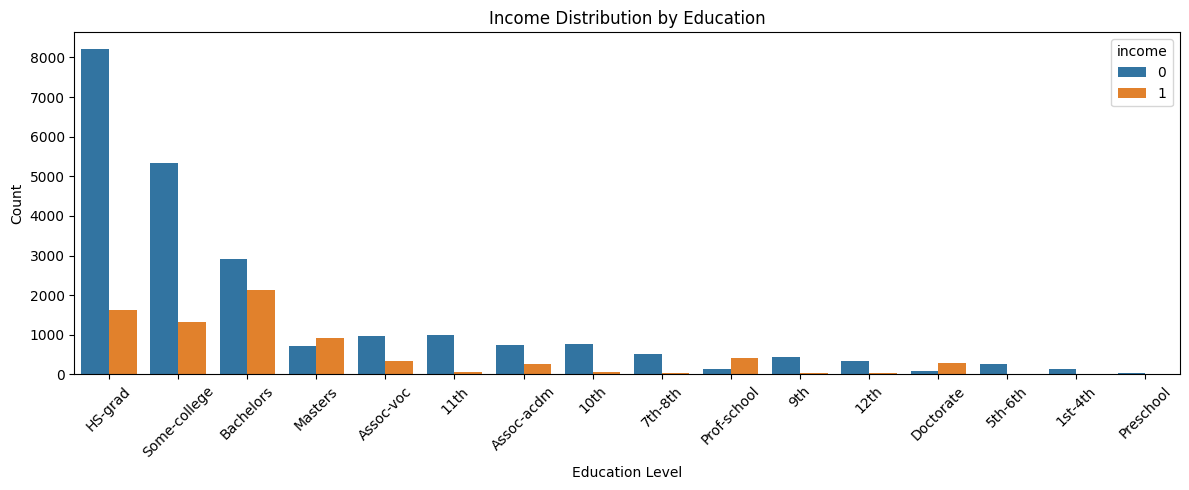 Income Distribution by Education
income
0
1
Count
8000
7000
6000
5000
4000
3000
2000
1000
0
HS-grad
Some-college
Bachelors
Masters
Assoc-voc
11th
Assoc-acdm
10th
7th-8th
Prof-school
9th
12th
Doctorate
5th-6th
1st-4th
Preschool
Education Level